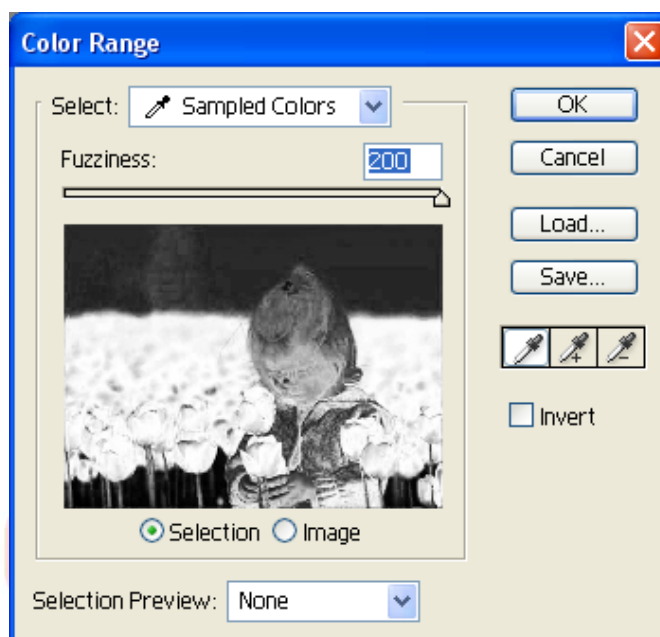 Color Range
Select: Sampled Colors
OK
Fuzziness: 200
Cancel
Load...
Save...
Invert
Selection Image
Selection Preview: None